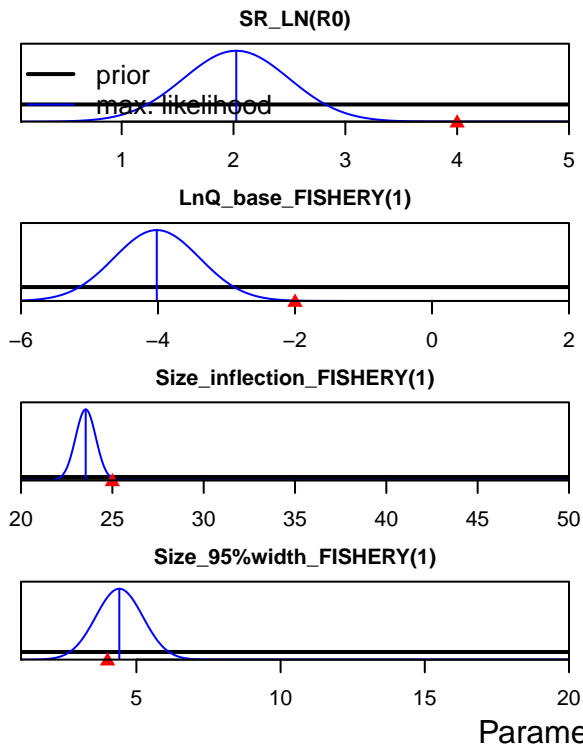 SR_LN(R0)
prior
max. likelihood
1 2 3 4 5
LnQ_base_FISHERY(1)
−6 −4 −2 0 2
Size_inflection_FISHERY(1)
20 25 30 35 40 45 50
Size_95%width_FISHERY(1)
5 10 15 20
Parame